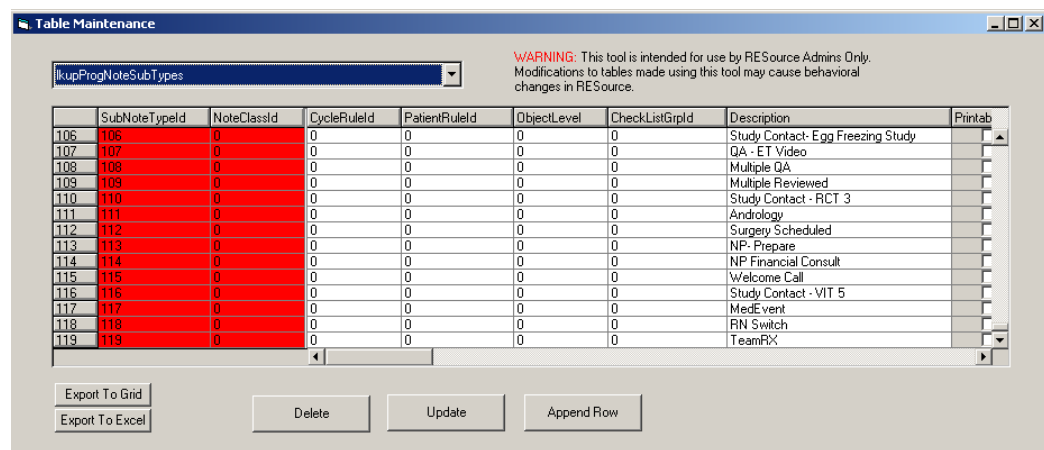 Table Maintenance
lkupProgNoteSubTypes
WARNING: This tool is intended for use by RESource Admins Only.
Modifications to tables made using this tool may cause behavioral
changes in RESource.
SubNoteTypeId NoteClassId CycleRuleId PatientRuleId ObjectLevel CheckListGrpId Description Printab
106 106 0 0 0 0 0 Study Contact- Egg Freezing Study
107 107 0 0 0 0 0 QA - ET Video
108 108 0 0 0 0 0 Multiple QA
109 109 0 0 0 0 0 Multiple Reviewed
110 110 0 0 0 0 0 Study Contact - RCT 3
111 111 0 0 0 0 0 Andrology
112 112 0 0 0 0 0 Surgery Scheduled
113 113 0 0 0 0 0 NP- Prepare
114 114 0 0 0 0 0 NP Financial Consult
115 115 0 0 0 0 0 Welcome Call
116 116 0 0 0 0 0 Study Contact - VIT 5
117 117 0 0 0 0 0 MedEvent
118 118 0 0 0 0 0 RN Switch
119 119 0 0 0 0 0 TeamRX
Export To Grid
Export To Excel
Delete
Update
Append Row